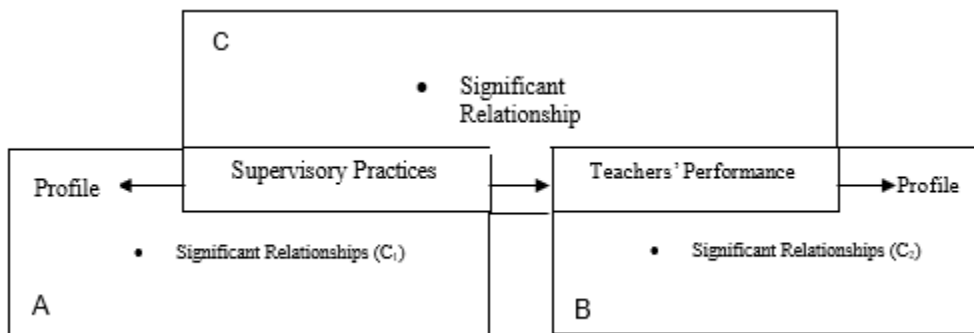 C
• Significant
Relationship
Profile
Supervisory Practices
Teachers’ Performance
Profile
• Significant Relationships (C₁)
• Significant Relationships (C₂)
A
B